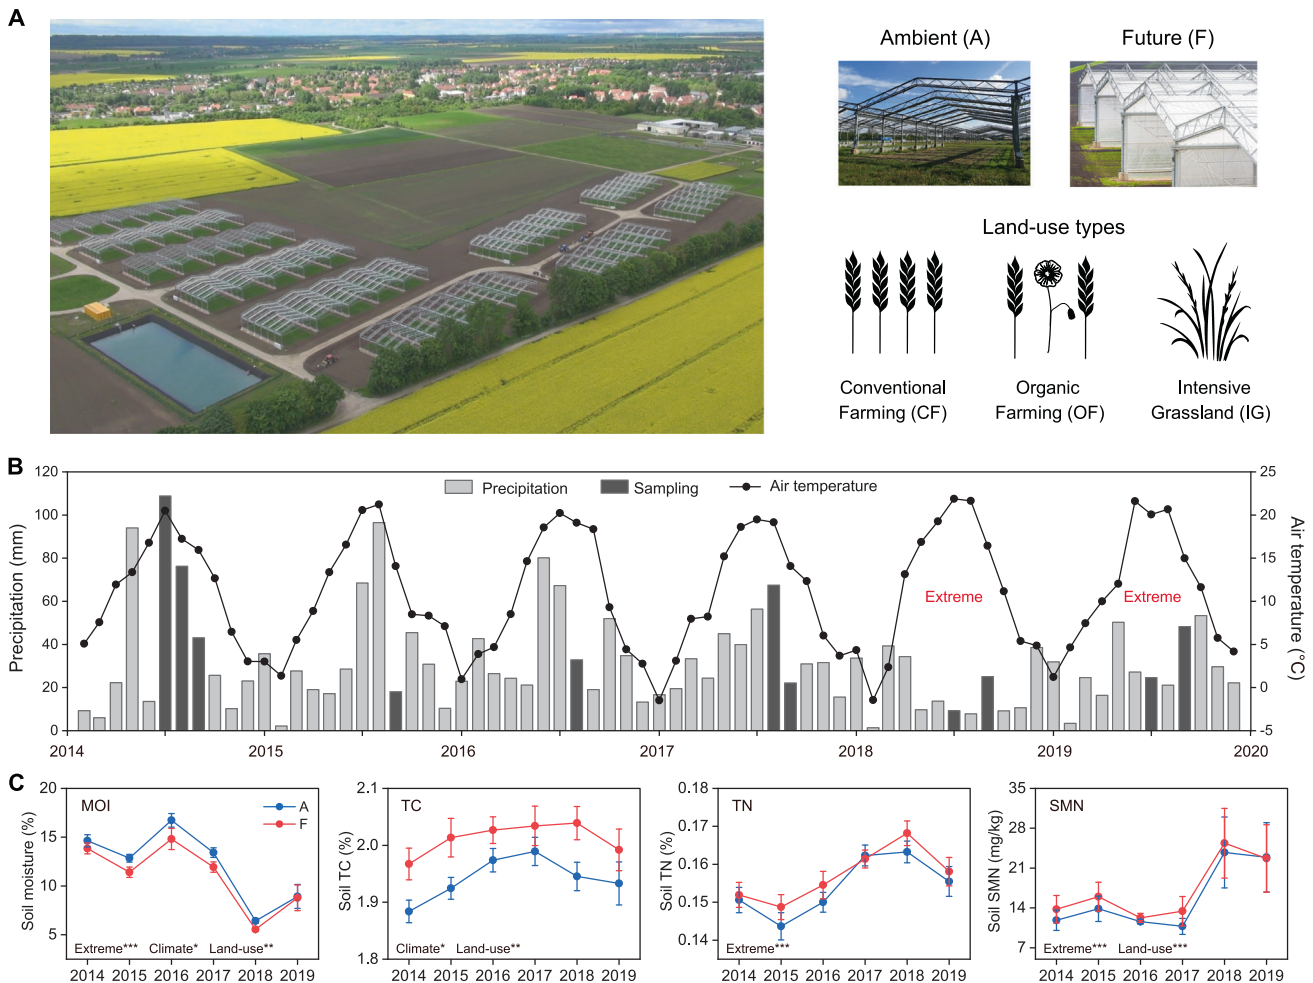 A
Ambient (A)
Future (F)
Land-use types
Conventional
Farming (CF)
Organic
Farming (OF)
Intensive
Grassland (IG)
B
Precipitation (mm)
120
100
80
60
40
20
0
Precipitation
Sampling
Air temperature
Extreme
Extreme
25
20
15
10
5
0
-5
Air temperature (°C)
2014
2015
2016
2017
2018
2019
2020
C
Soil moisture (%)
20
15
10
5
MOI
A
F
Extreme*** Climate* Land-use**
2014 2015 2016 2017 2018 2019
Soil TC (%)
2.1
2.0
1.9
1.8
TC
Climate* Land-use**
2014 2015 2016 2017 2018 2019
Soil TN (%)
0.18
0.17
0.16
0.15
0.14
TN
Extreme***
2014 2015 2016 2017 2018 2019
Soil SMN (mg/kg)
35
28
21
14
7
SMN
Extreme*** Land-use***
2014 2015 2016 2017 2018 2019